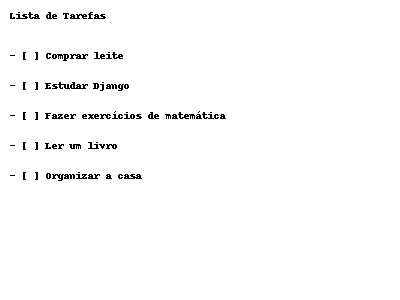 Lista de Tarefas
- [ ] Comprar leite
- [ ] Estudar Django
- [ ] Fazer exercícios de matemática
- [ ] Ler um livro
- [ ] Organizar a casa